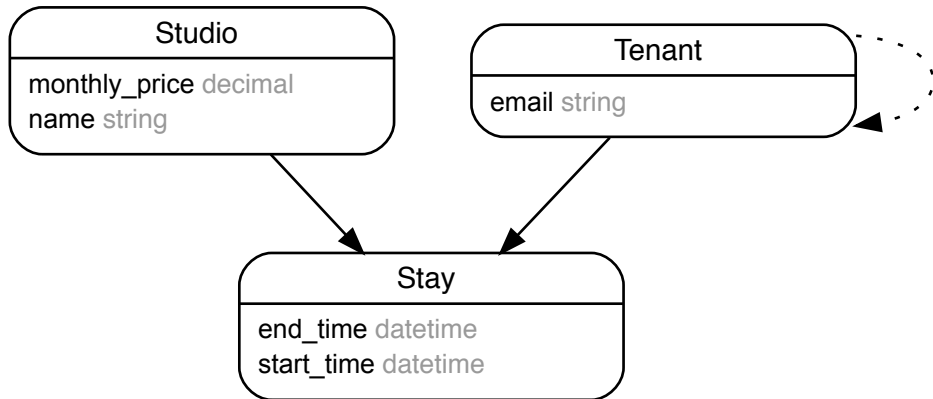 Studio
monthly_price decimal
name string
Tenant
email string
Stay
end_time datetime
start_time datetime